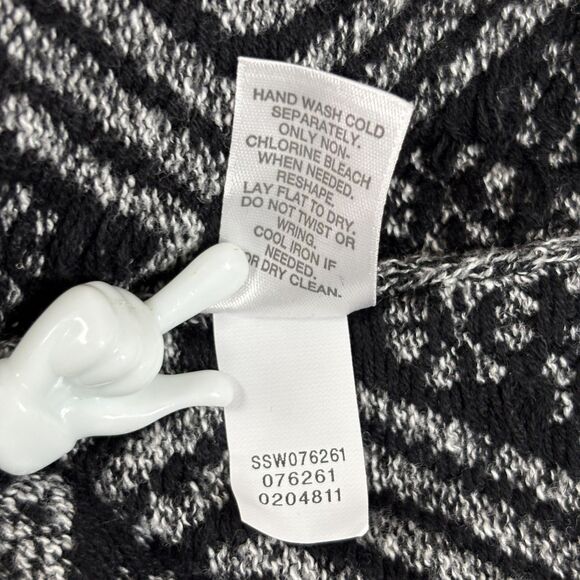 HAND WASH COLD
SEPARATELY.
ONLY NON-
CHLORINE BLEACH
WHEN NEEDED.
RESHAPE.
LAY FLAT TO DRY.
DO NOT TWIST OR
WRING.
COOL IRON IF
NEEDED.
OR DRY CLEAN.
SSW076261
076261
0204811